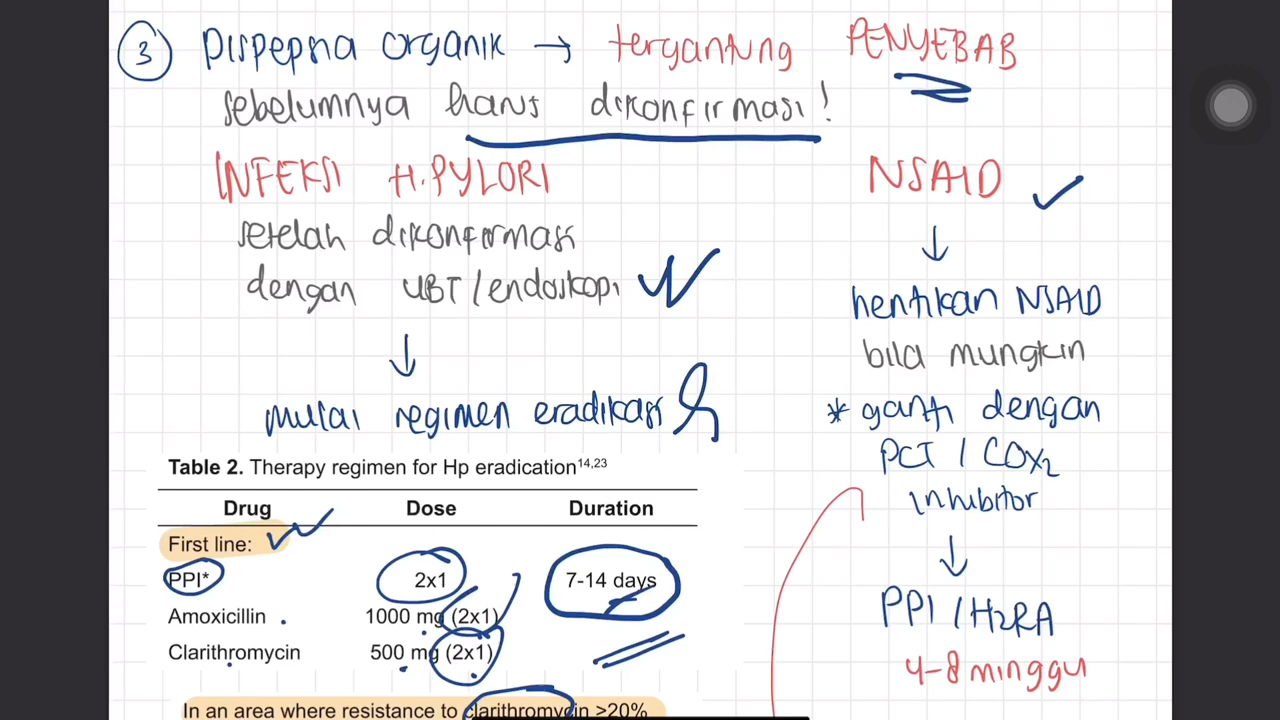 3 Dispepsia organik → tergantung PENYEBAB
sebelumnya harus dikonfirmasi!
INFEKSI H.PYLORI
setelah dikonfirmasi
dengan UBT/endoskopi
↓
mulai regimen eradikasi
Table 2. Therapy regimen for Hp eradication14,23
Drug Dose Duration
First line:
PPI* 2x1 7-14 days
Amoxicillin 1000 mg (2x1)
Clarithromycin 500 mg (2x1)
In an area where resistance to clarithromycin >20%
NSAID
↓
hentikan NSAID
bila mungkin
* ganti dengan
PCT / COX2
inhibitor
↓
PPI / H2RA
4-8 minggu